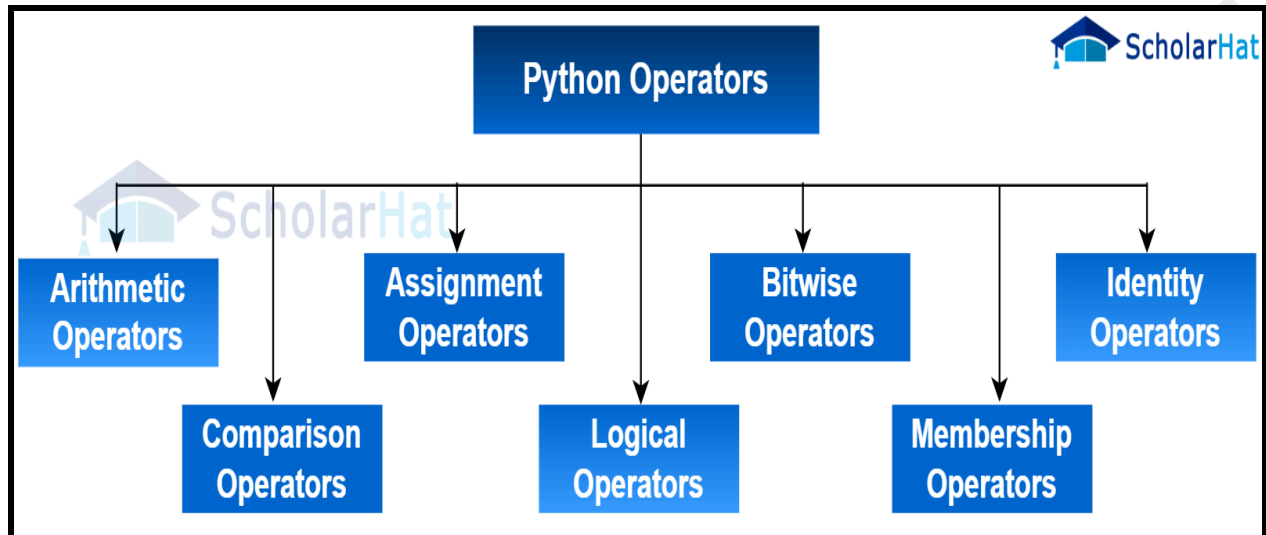 ScholarHat
Python Operators
ScholarHat
Arithmetic
Operators
Assignment
Operators
Bitwise
Operators
Identity
Operators
Comparison
Operators
Logical
Operators
Membership
Operators